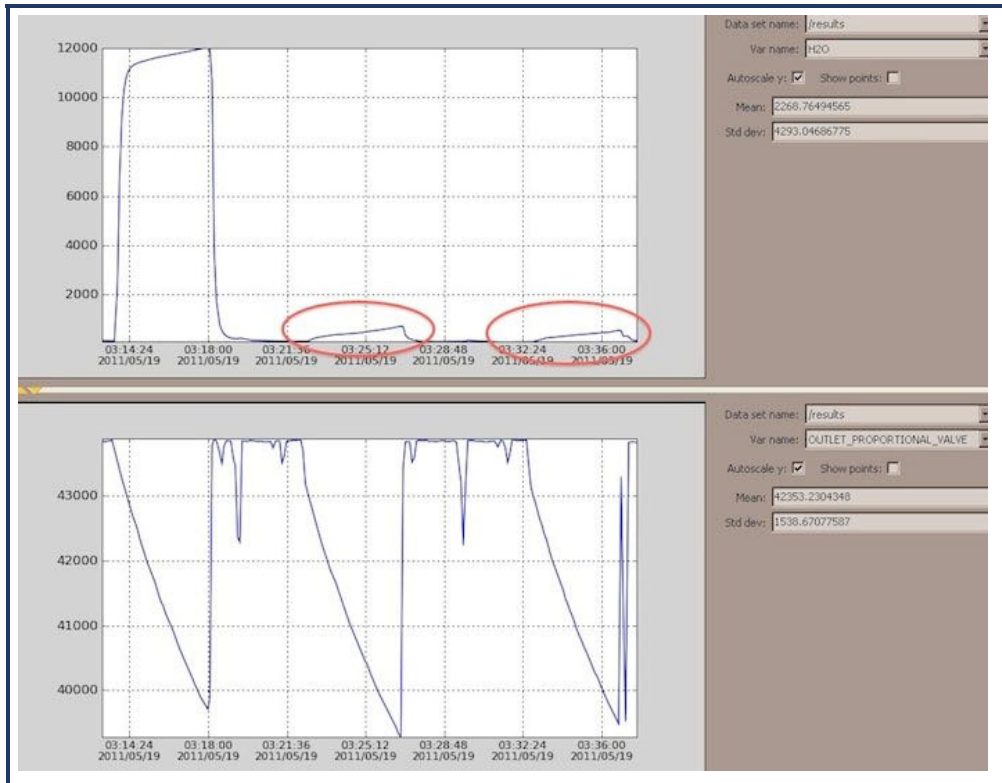 Data set name: /results
Var name: H2O
Autoscale y: Show points:
Mean: 2268.76494565
Std dev: 4293.04686775
12000
10000
8000
6000
4000
2000
03:14:24 03:18:00 03:21:36 03:25:12 03:28:48 03:32:24 03:36:00
2011/05/19 2011/05/19 2011/05/19 2011/05/19 2011/05/19 2011/05/19 2011/05/19
Data set name: /results
Var name: OUTLET_PROPORTIONAL_VALVE
Autoscale y: Show points:
Mean: 42353.2304348
Std dev: 1538.67077587
43000
42000
41000
40000
03:14:24 03:18:00 03:21:36 03:25:12 03:28:48 03:32:24 03:36:00
2011/05/19 2011/05/19 2011/05/19 2011/05/19 2011/05/19 2011/05/19 2011/05/19